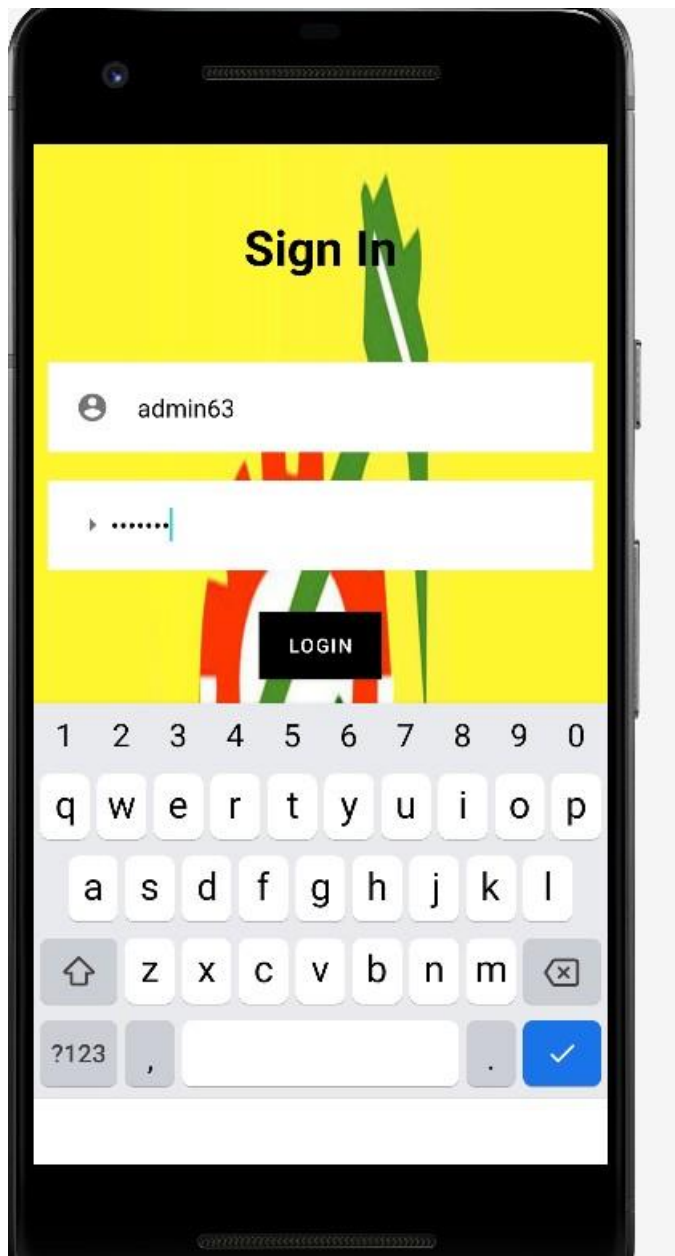 Sign In
admin63
•••••••
LOGIN
1 2 3 4 5 6 7 8 9 0
q w e r t y u i o p
a s d f g h j k l
z x c v b n m
?123 , .